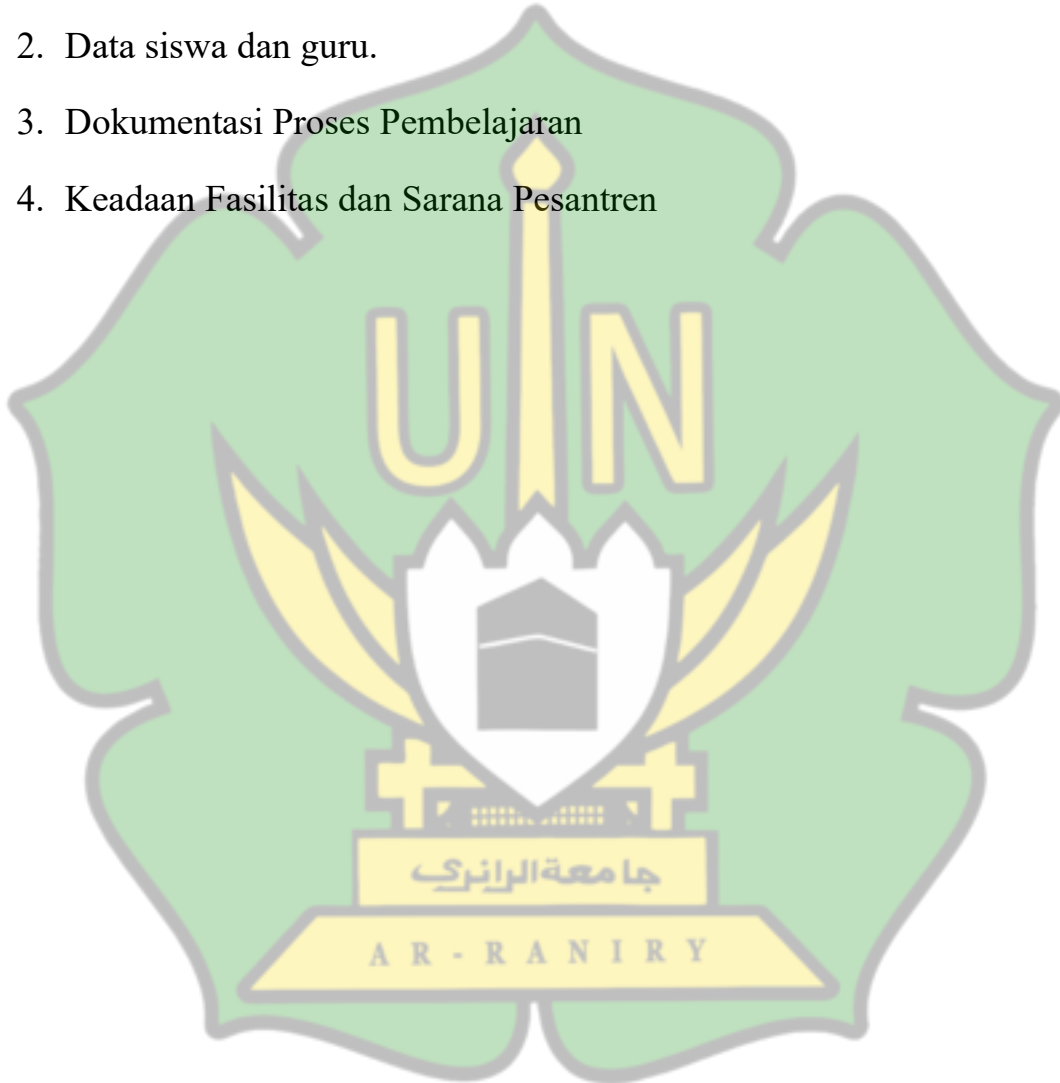 2. Data siswa dan guru.
3. Dokumentasi Proses Pembelajaran
4. Keadaan Fasilitas dan Sarana Pesantren
UIN
جامعة الرانري
AR-RANIRY